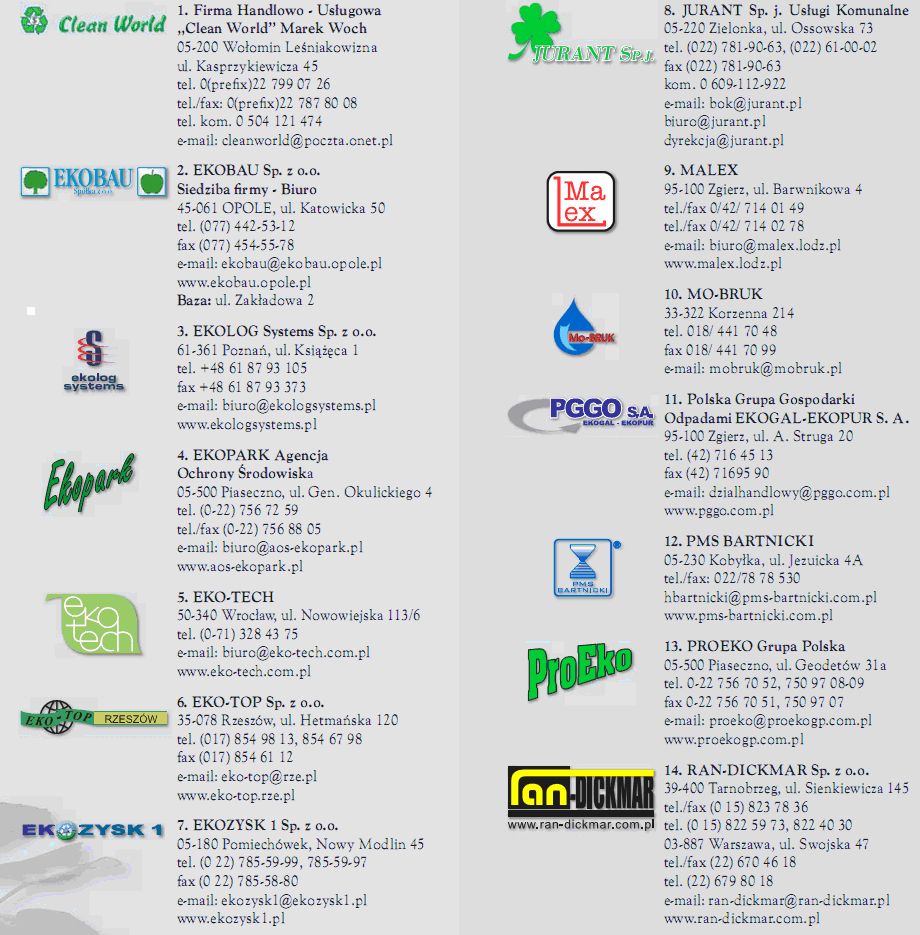 Clean World
1. Firma Handlowo - Usługowa
„Clean World” Marek Woch
05-200 Wołomin Leśniakowizna
ul. Kasprzykiewicza 45
tel. 0(prefix)22 799 07 26
tel./fax: 0(prefix)22 787 80 08
tel. kom. 0 504 121 474
e-mail: cleanworld@poczta.onet.pl
EKOBAU
Spółka z o.o.
2. EKOBAU Sp. z o.o.
Siedziba firmy - Biuro
45-061 OPOLE, ul. Katowicka 50
tel. (077) 442-53-12
fax (077) 454-55-78
e-mail: ekobau@ekobau.opole.pl
www.ekobau.opole.pl
Baza: ul. Zakładowa 2
ekolog
systems
3. EKOLOG Systems Sp. z o.o.
61-361 Poznań, ul. Książęca 1
tel. +48 61 87 93 105
fax +48 61 87 93 373
e-mail: biuro@ekologsystems.pl
www.ekologsystems.pl
Ekopark
4. EKOPARK Agencja
Ochrony Środowiska
05-500 Piaseczno, ul. Gen. Okulickiego 4
tel. (0-22) 756 72 59
tel./fax (0-22) 756 88 05
e-mail: biuro@aos-ekopark.pl
www.aos-ekopark.pl
eko
tech
5. EKO-TECH
50-340 Wrocław, ul. Nowowiejska 113/6
tel. (0-71) 328 43 75
e-mail: biuro@eko-tech.com.pl
www.eko-tech.com.pl
EKO-TOP RZESZÓW
6. EKO-TOP Sp. z o.o.
35-078 Rzeszów, ul. Hetmańska 120
tel. (017) 854 98 13, 854 67 98
fax (017) 854 61 12
e-mail: eko-top@rze.pl
www.eko-top.rze.pl
EKOZYSK 1
7. EKOZYSK 1 Sp. z o.o.
05-180 Pomiechówek, Nowy Modlin 45
tel. (0 22) 785-59-99, 785-59-97
fax (0 22) 785-58-80
e-mail: ekozysk1@ekozysk1.pl
www.ekozysk1.pl
JURANT Sp. j.
8. JURANT Sp. j. Usługi Komunalne
05-220 Zielonka, ul. Ossowska 73
tel. (022) 781-90-63, (022) 61-00-02
fax (022) 781-90-63
kom. 0 609-112-922
e-mail: bok@jurant.pl
biuro@jurant.pl
dyrekcja@jurant.pl
Ma
ex
9. MALEX
95-100 Zgierz, ul. Barwnikowa 4
tel./fax 0/42/ 714 01 49
tel./fax 0/42/ 714 02 78
e-mail: biuro@malex.lodz.pl
www.malex.lodz.pl
Mo-BRUK
10. MO-BRUK
33-322 Korzenna 214
tel. 018/ 441 70 48
fax 018/ 441 70 99
e-mail: mobruk@mobruk.pl
PGGO S.A.
EKOGAL - EKOPUR
11. Polska Grupa Gospodarki
Odpadami EKOGAL-EKOPUR S. A.
95-100 Zgierz, ul. A. Struga 20
tel. (42) 716 45 13
fax (42) 71695 90
e-mail: dzialhandlowy@pggo.com.pl
www.pggo.com.pl
PMS
BARTNICKI
®
12. PMS BARTNICKI
05-230 Kobyłka, ul. Jezuicka 4A
tel./fax: 022/78 78 530
hbartnicki@pms-bartnicki.com.pl
www.pms-bartnicki.com.pl
ProEko
13. PROEKO Grupa Polska
05-500 Piaseczno, ul. Geodetów 31a
tel. 0-22 756 70 52, 750 97 08-09
fax 0-22 756 70 51, 750 97 07
e-mail: proeko@proekogp.com.pl
www.proekogp.com.pl
ran-DICKMAR
www.ran-dickmar.com.pl
14. RAN-DICKMAR Sp. z o.o.
39-400 Tarnobrzeg, ul. Sienkiewicza 145
tel./fax (0 15) 823 78 36
tel. (0 15) 822 59 73, 822 40 30
03-887 Warszawa, ul. Swojska 47
tel./fax (22) 670 46 18
tel. (22) 679 80 18
e-mail: ran-dickmar@ran-dickmar.pl
www.ran-dickmar.com.pl